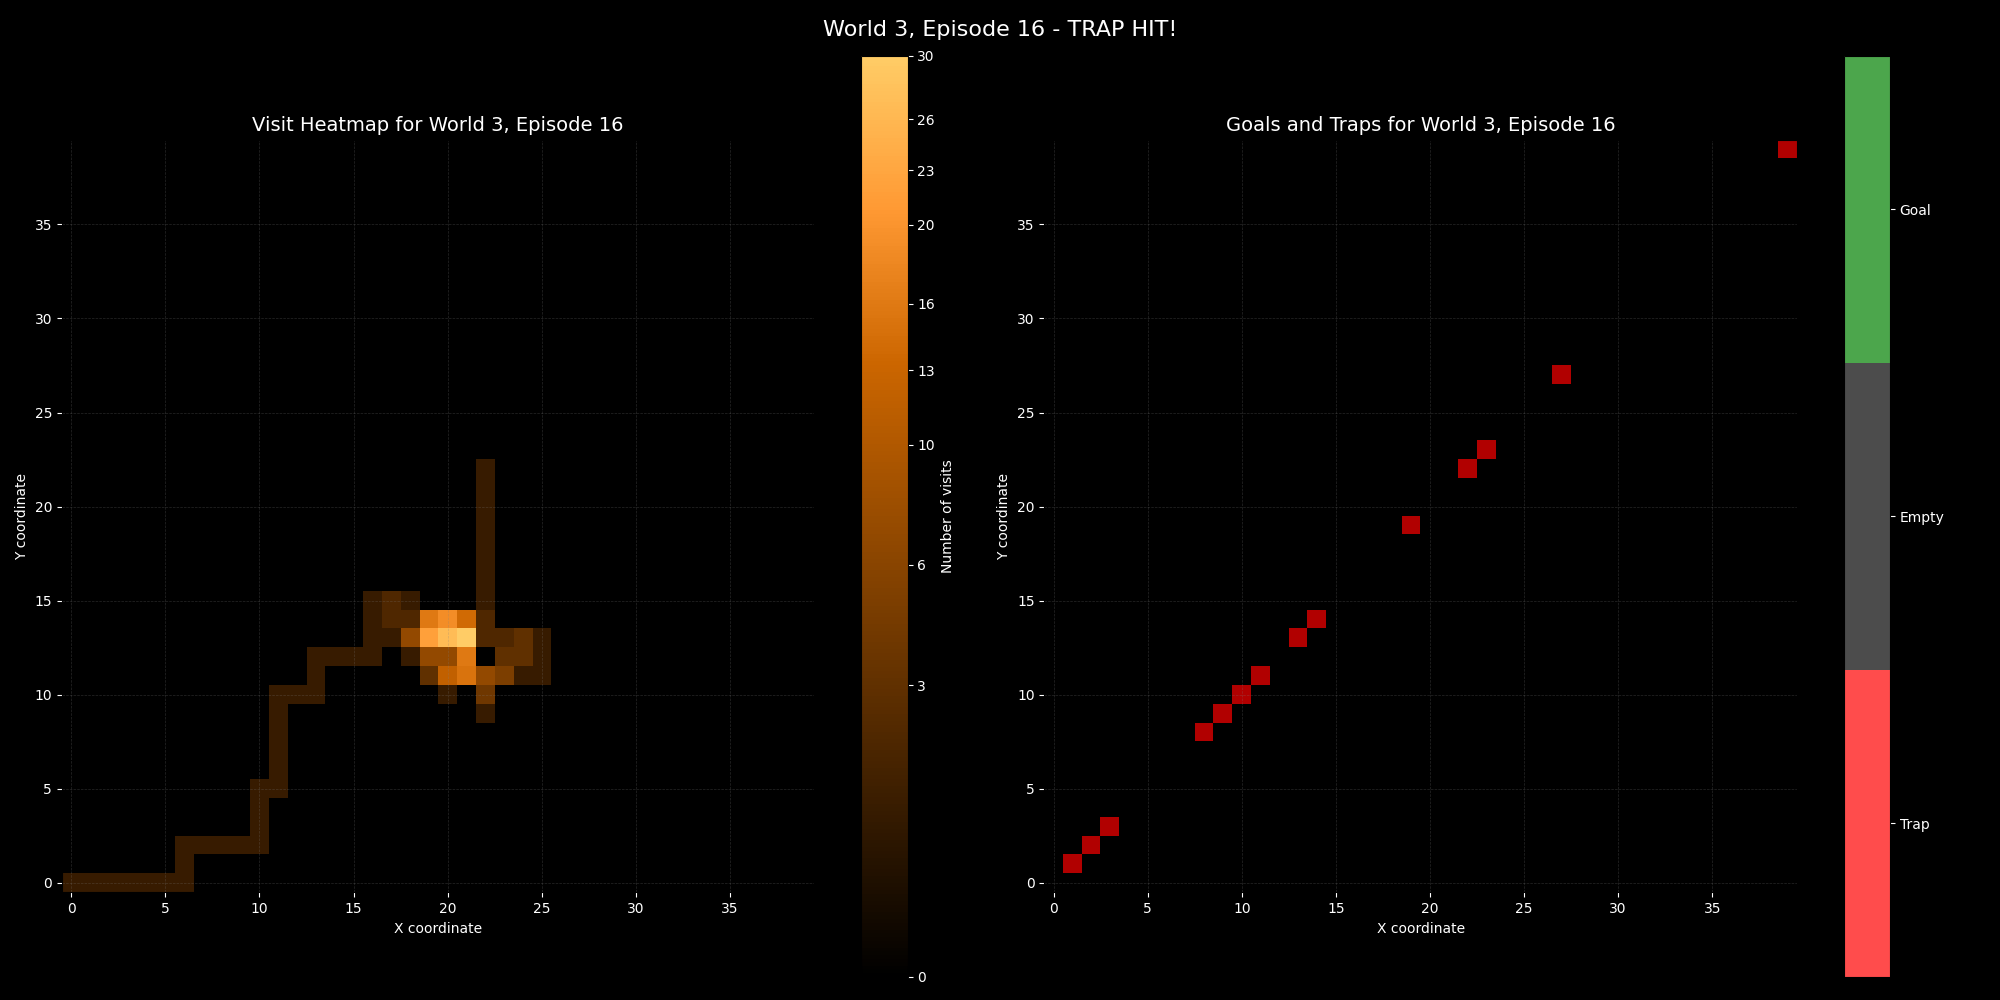 World 3, Episode 16 - TRAP HIT!
Visit Heatmap for World 3, Episode 16
35
30
25
20
15
10
5
0
Y coordinate
0 5 10 15 20 25 30 35
X coordinate
30
26
23
20
16
13
10
6
3
0
Number of visits
Goals and Traps for World 3, Episode 16
35
30
25
20
15
10
5
0
Y coordinate
0 5 10 15 20 25 30 35
X coordinate
Goal
Empty
Trap